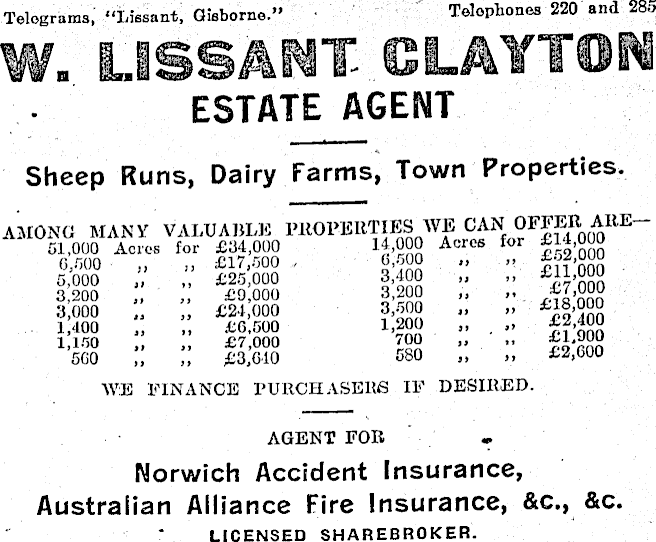 Telegrams, "Lissant, Gisborne." Telephones 220 and 285
W. LISSANT CLAYTON
ESTATE AGENT
Sheep Runs, Dairy Farms, Town Properties.
AMONG MANY VALUABLE PROPERTIES WE CAN OFFER ARE—
51,000 Acres for £34,000 14,000 Acres for £14,000
6,500 ,, ,, £17,500 6,500 ,, ,, £52,000
5,000 ,, ,, £25,000 3,400 ,, ,, £11,000
3,200 ,, ,, £9,000 3,200 ,, ,, £7,000
3,000 ,, ,, £24,000 3,500 ,, ,, £18,000
1,400 ,, ,, £6,500 1,200 ,, ,, £2,400
1,150 ,, ,, £7,000 700 ,, ,, £1,900
560 ,, ,, £3,640 580 ,, ,, £2,600
WE FINANCE PURCHASERS IF DESIRED.
AGENT FOR
Norwich Accident Insurance,
Australian Alliance Fire Insurance, &c., &c.
LICENSED SHAREBROKER.